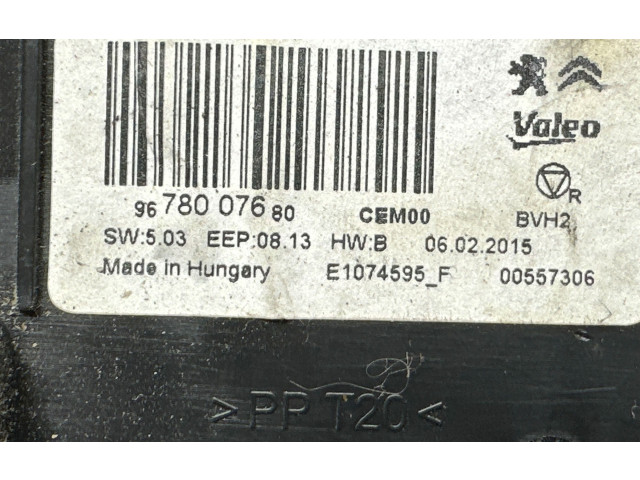 Valeo
R
96 780 076 80 CEM00 BVH2
SW:5.03 EEP:08.13 HW:B 06.02.2015
Made in Hungary E1074595_F 00557306
>PP T20<